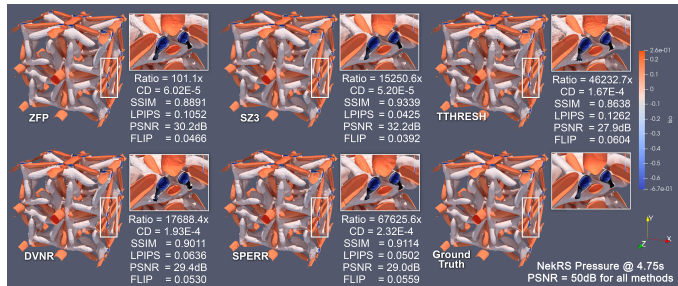 ZFP
Ratio = 101.1x
CD = 6.02E-5
SSIM = 0.8891
LPIPS = 0.1052
PSNR = 30.2dB
FLIP = 0.0466
SZ3
Ratio = 15250.6x
CD = 5.20E-5
SSIM = 0.9339
LPIPS = 0.0425
PSNR = 32.2dB
FLIP = 0.0392
TTHRESH
Ratio = 46232.7x
CD = 1.67E-4
SSIM = 0.8638
LPIPS = 0.1262
PSNR = 27.9dB
FLIP = 0.0604
2.6e-01
0.1
0
-0.1
-0.2
-0.3
-0.4
-0.5
-6.7e-01
DVNR
Ratio = 17688.4x
CD = 1.93E-4
SSIM = 0.9011
LPIPS = 0.0636
PSNR = 29.4dB
FLIP = 0.0530
SPERR
Ratio = 67625.6x
CD = 2.32E-4
SSIM = 0.9114
LPIPS = 0.0502
PSNR = 29.0dB
FLIP = 0.0559
Ground
Truth
Y
Z
X
NekRS Pressure @ 4.75s
PSNR = 50dB for all methods